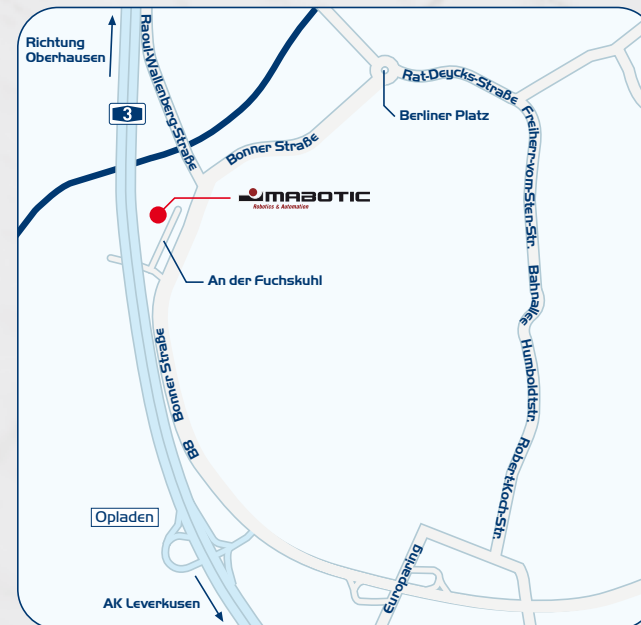 Richtung
Oberhausen
Raoul-Wallenberg-Straße
3
Rat-Deycks-Straße
Berliner Platz
Freiherr-vom-Sten-Str.
Bonner Straße
MABOTIC
Robotics & Automation
An der Fuchskuhl
Bahnallee
Humboldtstr.
Bonner Straße
B8
Robert-Koch-Str.
Opladen
Europaring
AK Leverkusen